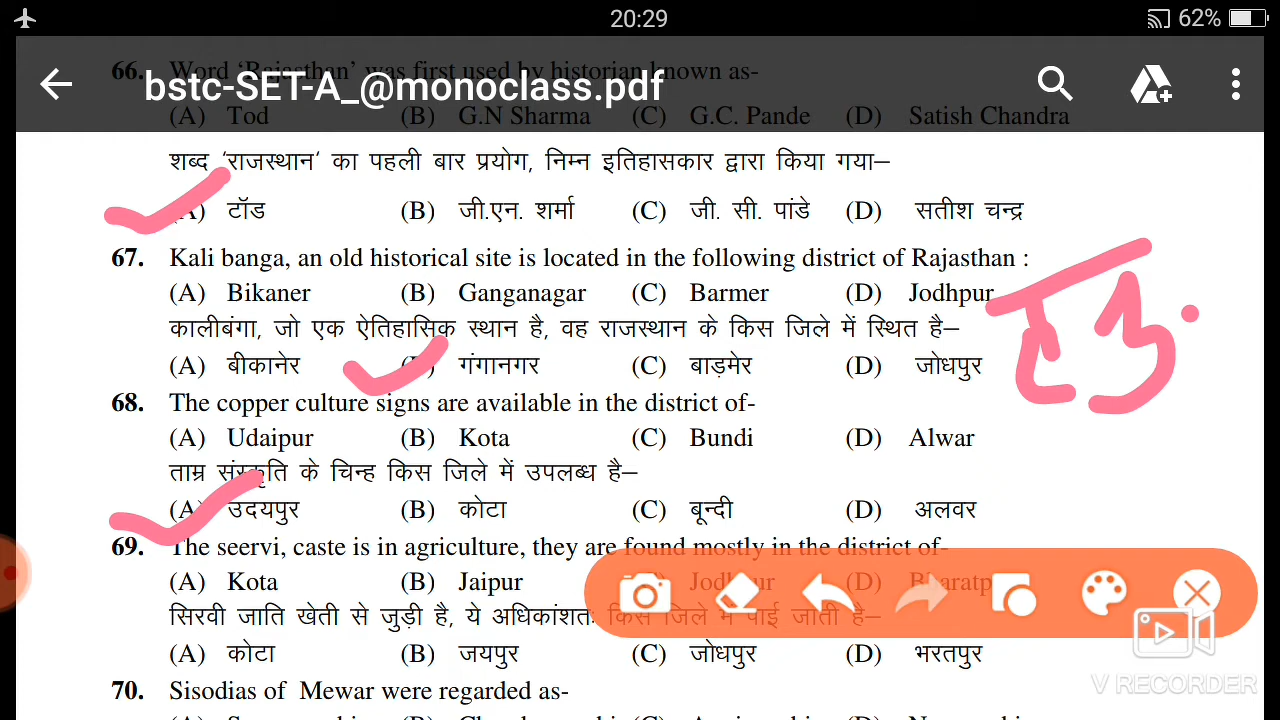 20:29
62%
66. Word 'Rajasthan' was first used by historian known as-
bstc-SET-A_@monoclass.pdf
(A) Tod (B) G.N Sharma (C) G.C. Pande (D) Satish Chandra
शब्द 'राजस्थान' का पहली बार प्रयोग, निम्न इतिहासकार द्वारा किया गया–
(A) टॉड (B) जी.एन. शर्मा (C) जी. सी. पांडे (D) सतीश चन्द्र
67. Kali banga, an old historical site is located in the following district of Rajasthan :
(A) Bikaner (B) Ganganagar (C) Barmer (D) Jodhpur
कालीबंगा, जो एक ऐतिहासिक स्थान है, वह राजस्थान के किस जिले में स्थित है–
(A) बीकानेर (B) गंगानगर (C) बाड़मेर (D) जोधपुर
68. The copper culture signs are available in the district of-
(A) Udaipur (B) Kota (C) Bundi (D) Alwar
ताम्र संस्कृति के चिन्ह किस जिले में उपलब्ध है–
(A) उदयपुर (B) कोटा (C) बून्दी (D) अलवर
69. The seervi, caste is in agriculture, they are found mostly in the district of-
(A) Kota (B) Jaipur (C) Jodhpur (D)
सिरवी जाति खेती से जुड़ी है, ये अधिकांशतः किस जिले में पाई जाती है–
(A) कोटा (B) जयपुर (C) जोधपुर (D) भरतपुर
V RECORDER
70. Sisodias of Mewar were regarded as-